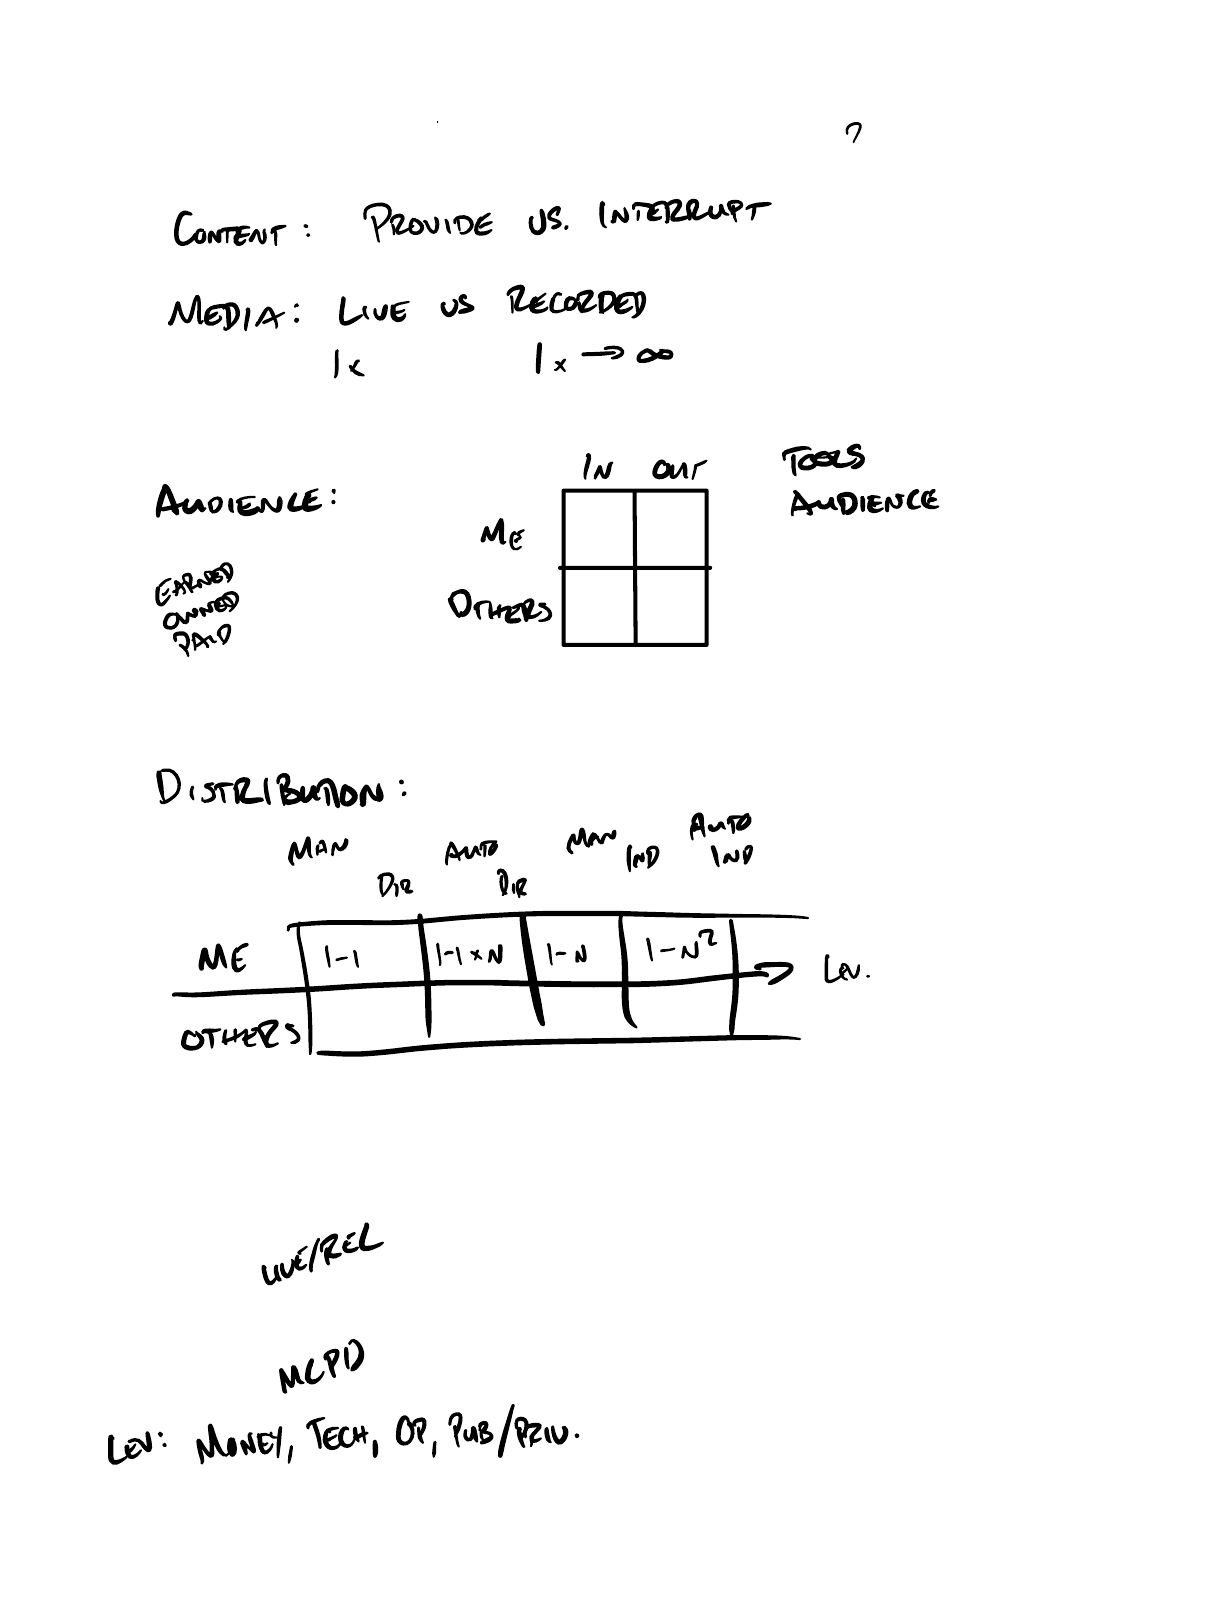 ?
CONTENT: PROVIDE VS. INTERRUPT
MEDIA: LIVE VS RECORDED
1x 1x → ∞
IN OUT TOOLS
AUDIENCE: AUDIENCE
ME
EARNED
OWNED
PAID
OTHERS
DISTRIBUTION:
MAN DIR AUTO DIR MAN IND AUTO IND
ME 1-1 1-1×N 1-N 1-N² → LEV.
OTHERS
LIVE/REL
MCPD
LEV: MONEY, TECH, OP, PUB/PRIV.